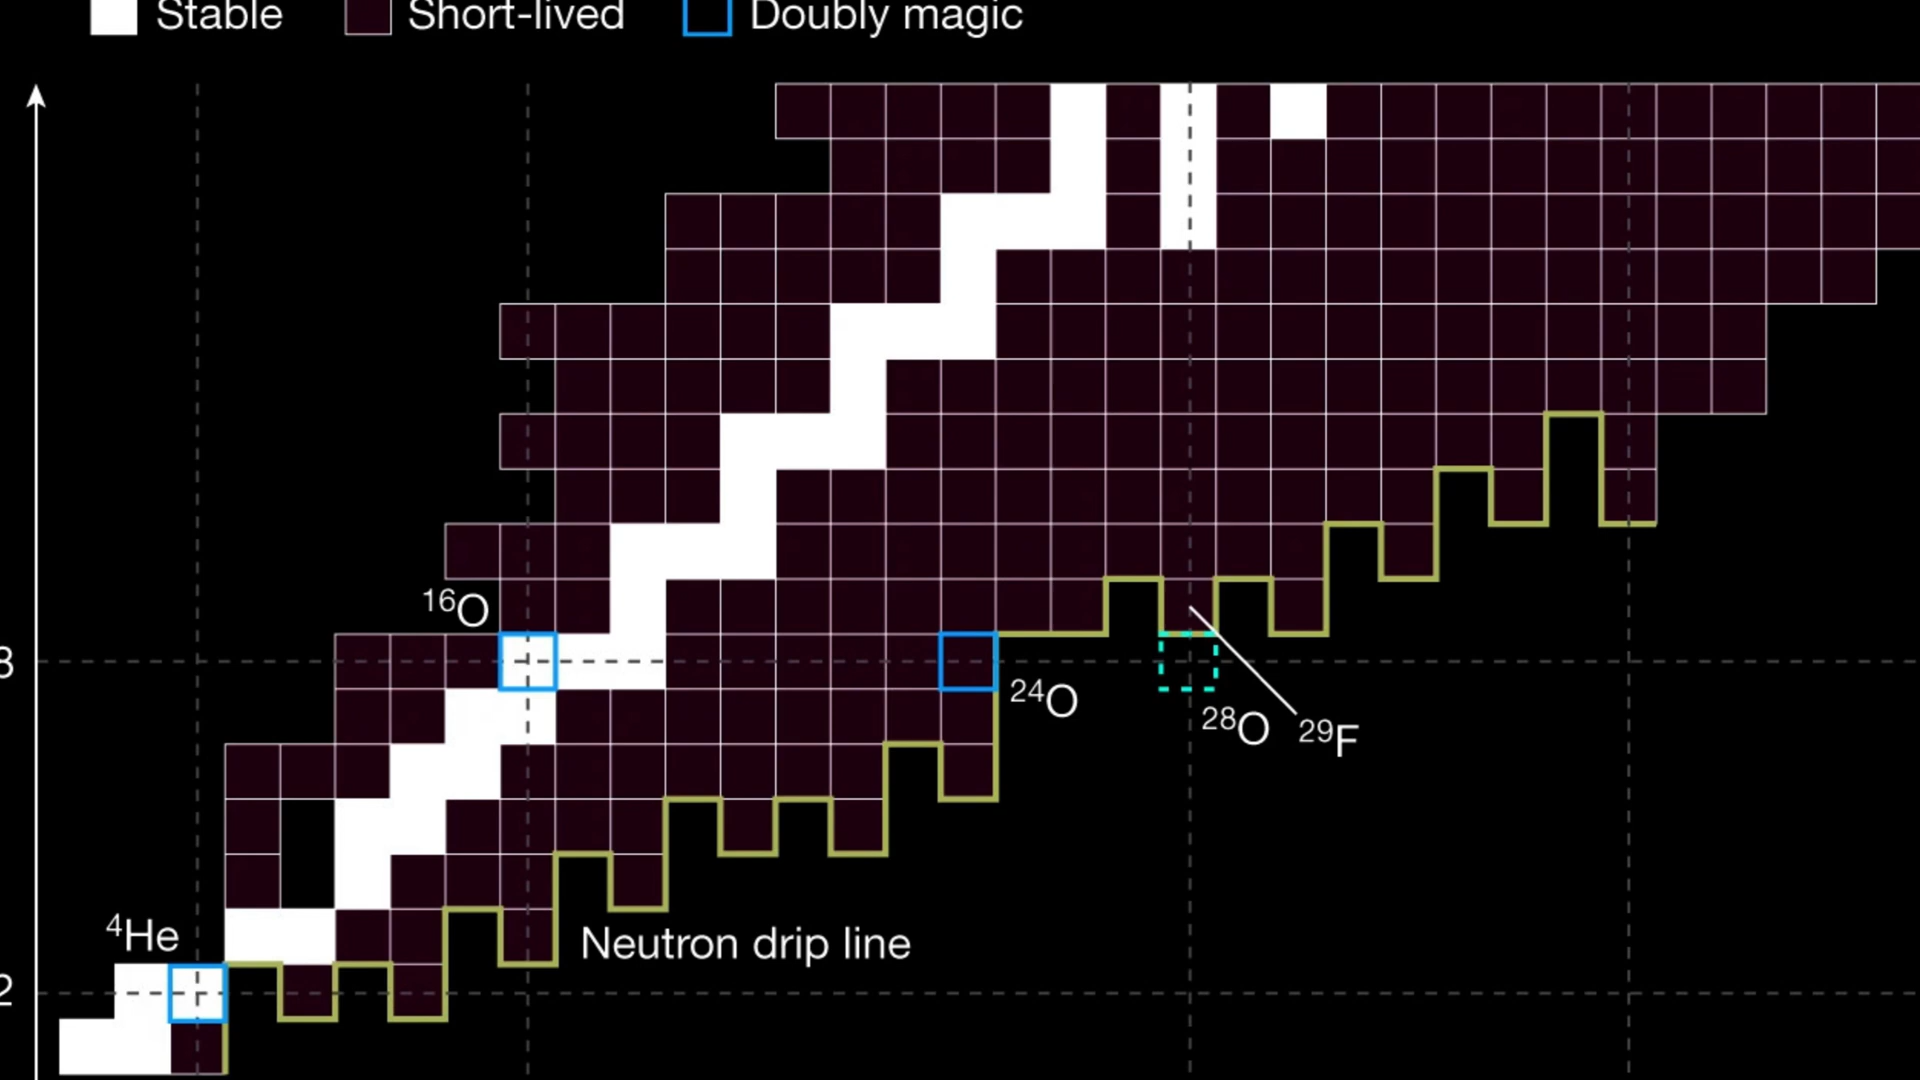 Stable Short-lived Doubly magic
¹⁶O
8
²⁴O
²⁸O ²⁹F
⁴He
Neutron drip line
2